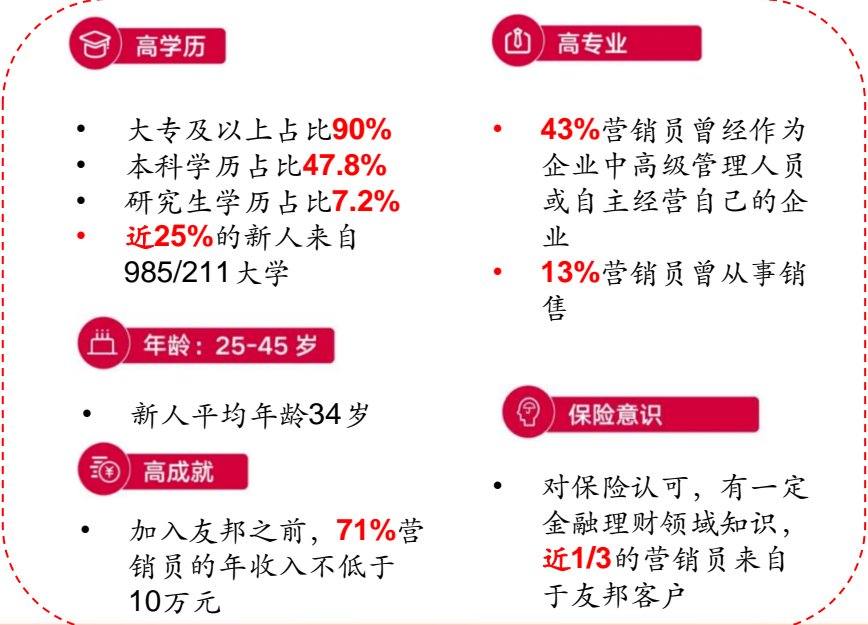 高学历
大专及以上占比90%
本科学历占比47.8%
研究生学历占比7.2%
近25%的新人来自
985/211大学
年龄：25-45 岁
新人平均年龄34岁
高成就
加入友邦之前，71%营
销员的年收入不低于
10万元
高专业
43%营销员曾经作为
企业中高级管理人员
或自主经营自己的企
业
13%营销员曾从事销
售
保险意识
对保险认可，有一定
金融理财领域知识，
近1/3的营销员来自
于友邦客户